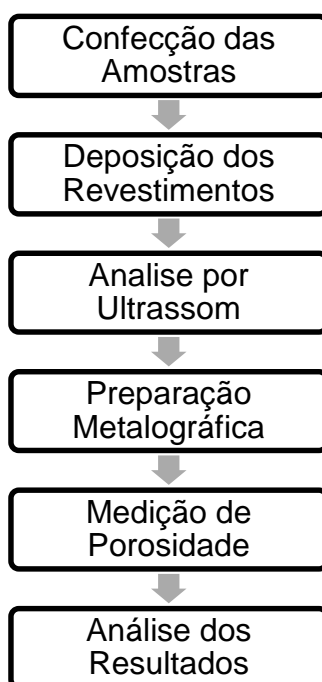 Confecção das
Amostras
Deposição dos
Revestimentos
Analise por
Ultrassom
Preparação
Metalográfica
Medição de
Porosidade
Análise dos
Resultados